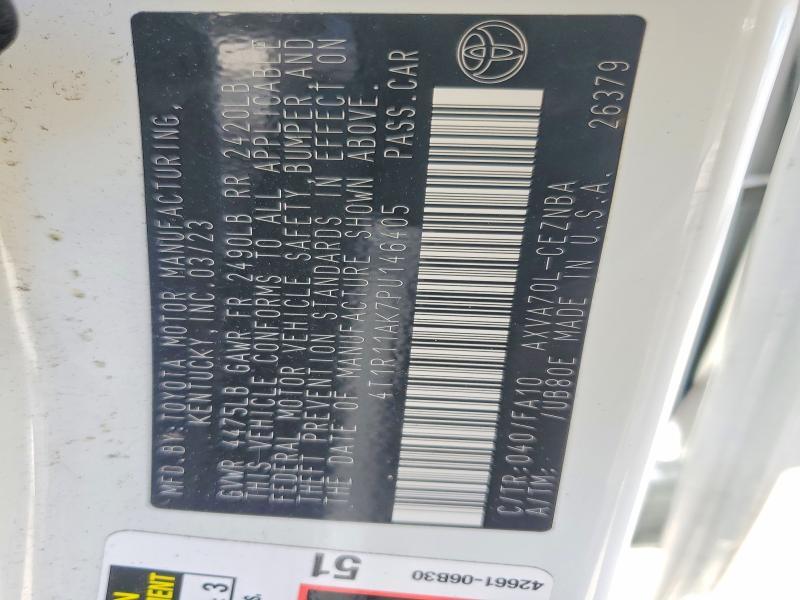 MFD.BY:TOYOTA MOTOR MANUFACTURING,
KENTUCKY, INC.03/23
GVWR 4475LB GAWR FR 2490LB RR 2420LB
THIS VEHICLE CONFORMS TO ALL APPLICABLE
FEDERAL MOTOR VEHICLE SAFETY, BUMPER, AND
THEFT PREVENTION STANDARDS IN EFFECT ON
THE DATE OF MANUFACTURE SHOWN ABOVE.
4T1R11AK7PU146405 PASS.CAR
C/TR:040/FA10 AXVA70L-CEZNBA
A/TM: /UB80E MADE IN U.S.A. 26379
51
42661-06B30
3